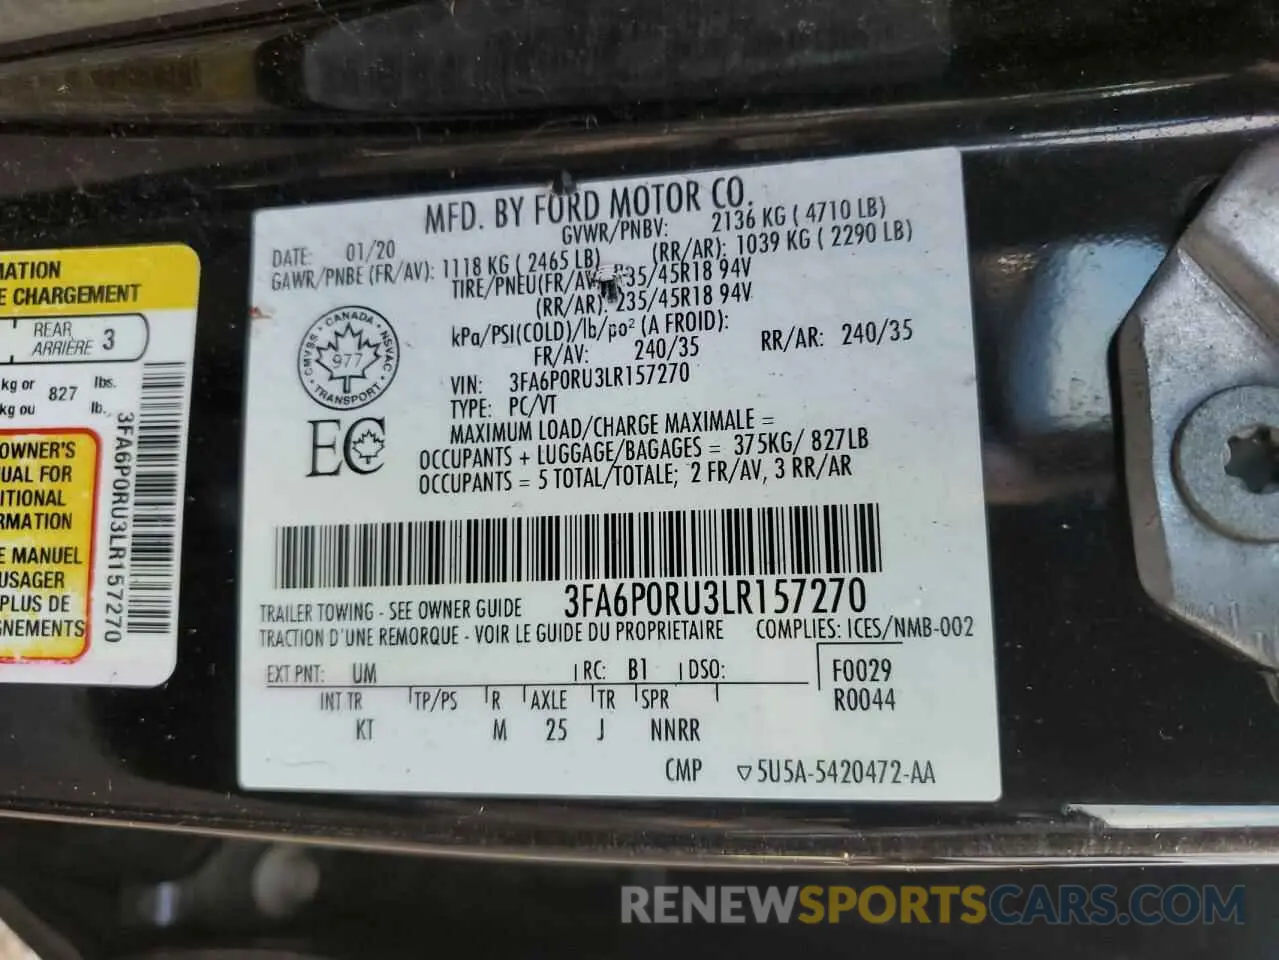 MFD. BY FORD MOTOR CO.
DATE: 01/20 GVWR/PNBV: 2136 KG ( 4710 LB)
GAWR/PNBE (FR/AV): 1118 KG ( 2465 LB) (RR/AR): 1039 KG ( 2290 LB)
TIRE/PNEU(FR/AV): 235/45R18 94V
(RR/AR): 235/45R18 94V
kPa/PSI(COLD)/lb/po² (A FROID):
FR/AV: 240/35 RR/AR: 240/35
VIN: 3FA6P0RU3LR157270
TYPE: PC/VT
MAXIMUM LOAD/CHARGE MAXIMALE =
OCCUPANTS + LUGGAGE/BAGAGES = 375KG/ 827LB
OCCUPANTS = 5 TOTAL/TOTALE; 2 FR/AV, 3 RR/AR
CANADA
CMVSS NSVAC
977
TRANSPORT
EC
3FA6P0RU3LR157270
TRAILER TOWING - SEE OWNER GUIDE
TRACTION D'UNE REMORQUE - VOIR LE GUIDE DU PROPRIETAIRE COMPLIES: ICES/NMB-002
EXT PNT: UM RC: B1 DSO: F0029
INT TR TP/PS R AXLE TR SPR R0044
KT M 25 J NNRR
CMP ▽5U5A-5420472-AA
MATION
E CHARGEMENT
REAR
ARRIÈRE 3
kg or 827 lbs.
kg ou lb.
OWNER'S
UAL FOR
ITIONAL
RMATION
E MANUEL
USAGER
PLUS DE
GNEMENTS
3FA6P0RU3LR157270
RENEWSPORTSCARS.COM